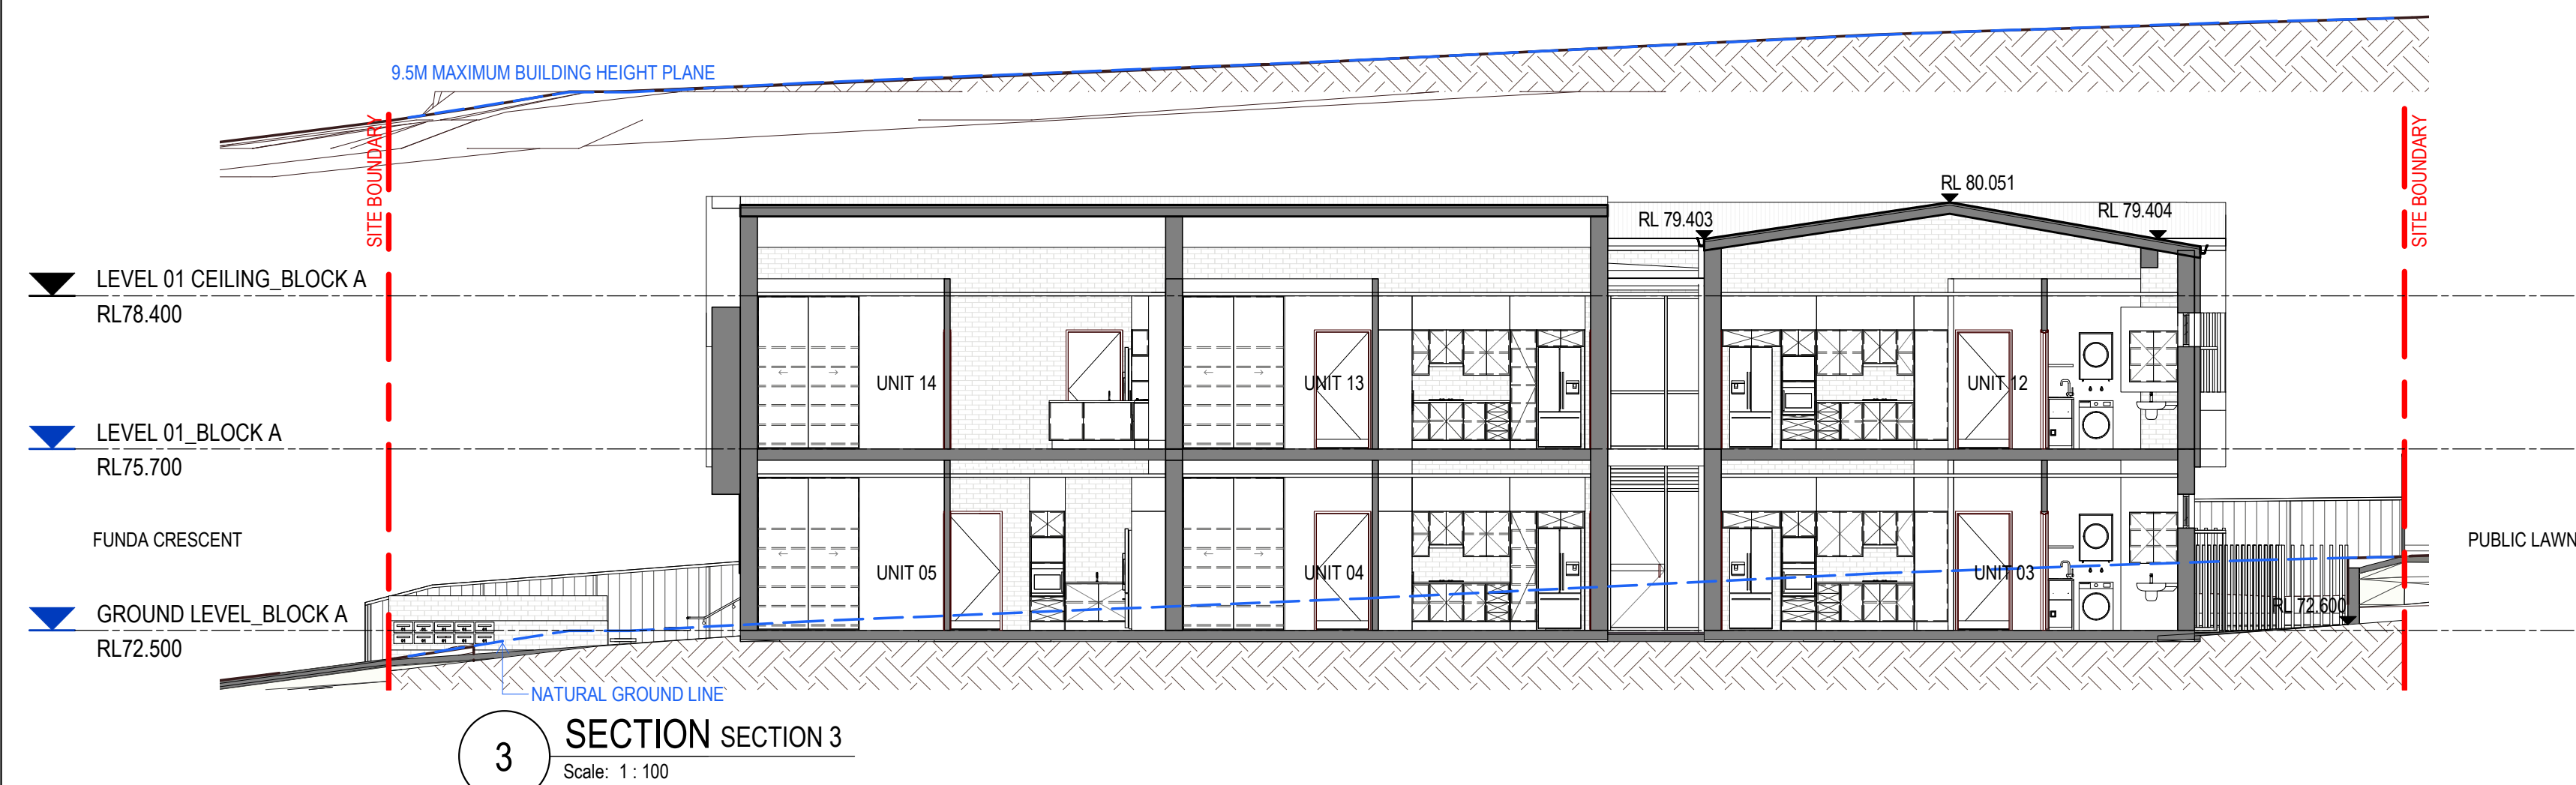 9.5M MAXIMUM BUILDING HEIGHT PLANE
SITE BOUNDARY
SITE BOUNDARY
RL 80.051
RL 79.403
RL 79.404
LEVEL 01 CEILING_BLOCK A
RL78.400
UNIT 14
UNIT 13
UNIT 12
LEVEL 01_BLOCK A
RL75.700
FUNDA CRESCENT
PUBLIC LAWN
UNIT 05
UNIT 04
UNIT 03
GROUND LEVEL_BLOCK A
RL 72.600
RL72.500
NATURAL GROUND LINE
3
SECTION SECTION 3
Scale: 1 : 100